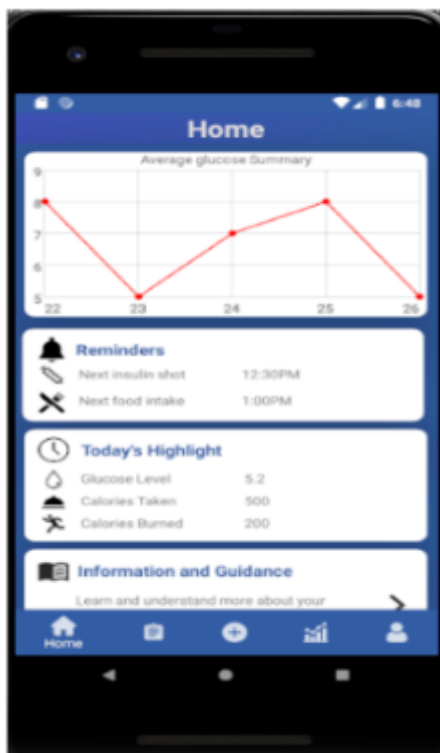 6:48
Home
Average glucose Summary
9
8
7
6
5
22 23 24 25 26
Reminders
Next insulin shot 12:30PM
Next food intake 1:00PM
Today's Highlight
Glucose Level 5.2
Calories Taken 500
Calories Burned 200
Information and Guidance
Learn and understand more about your
Home